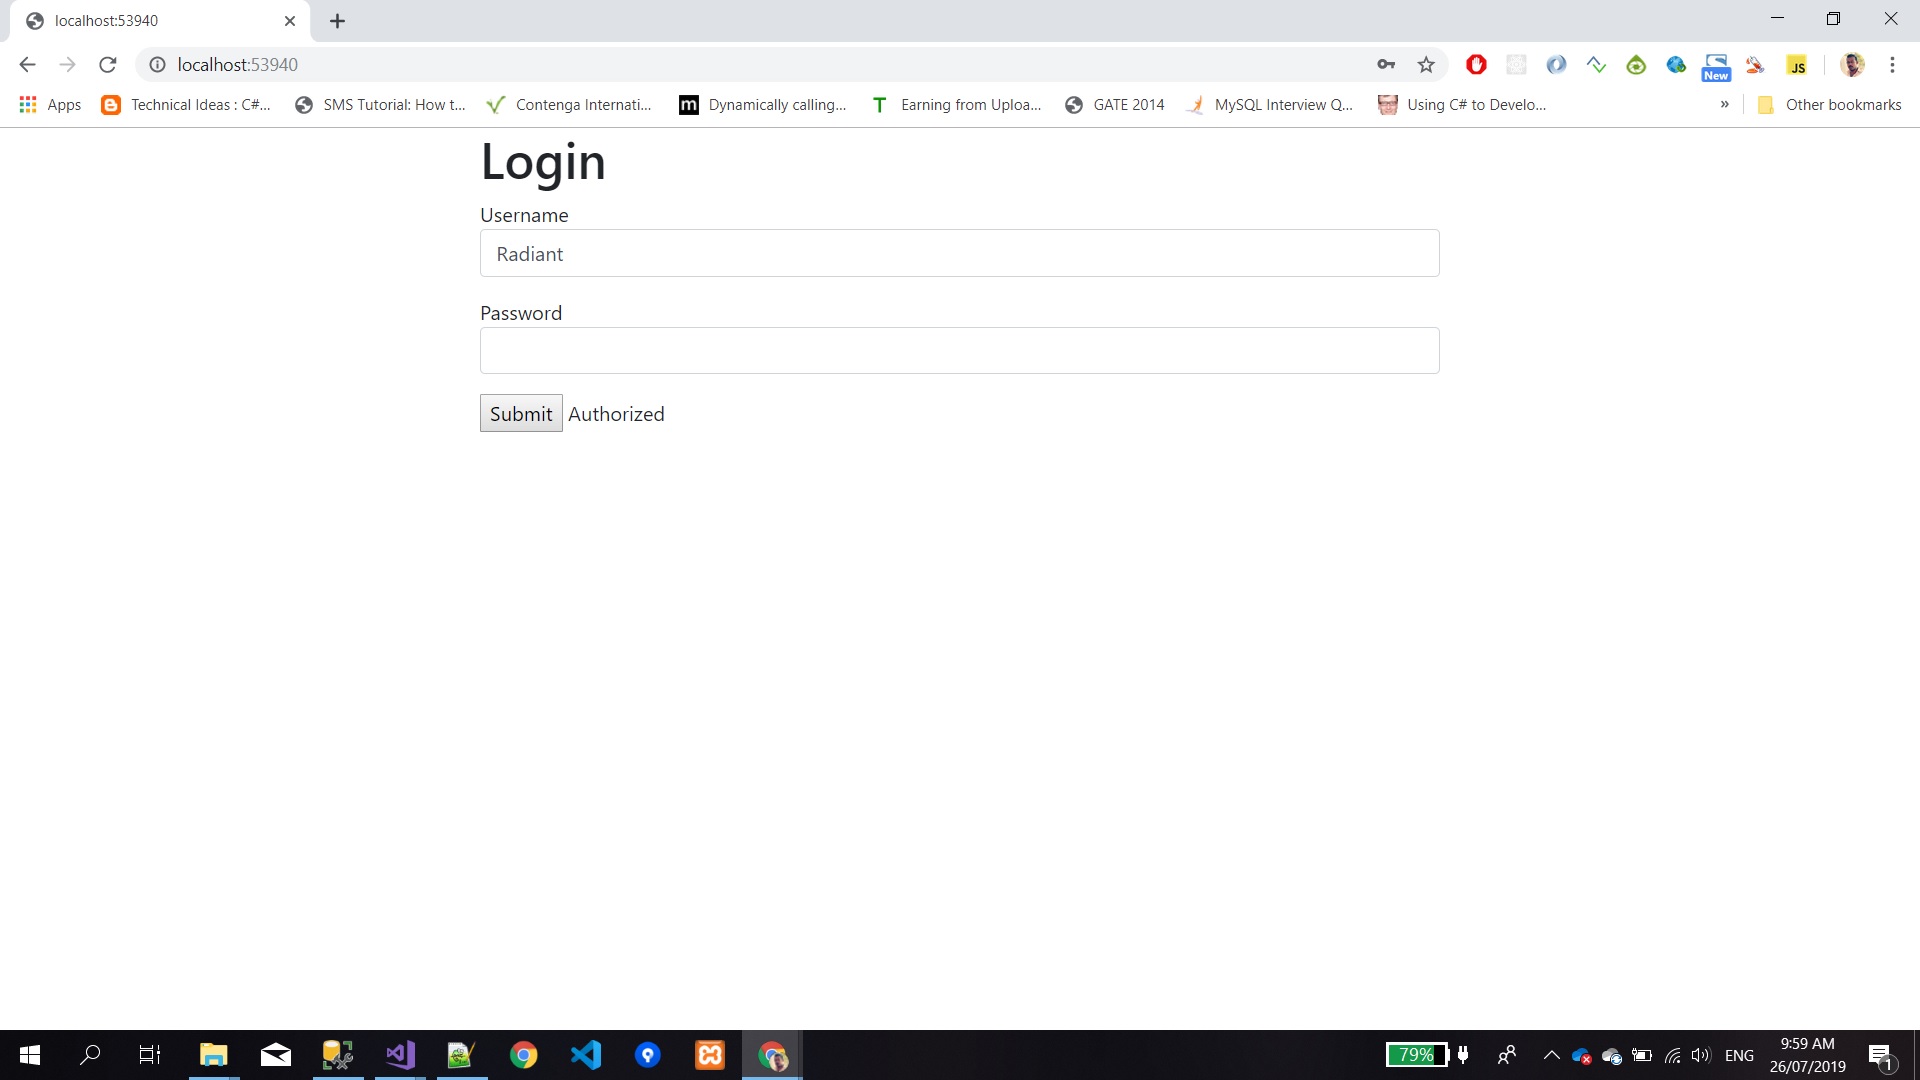 localhost:53940
localhost:53940
New
JS
Apps
Technical Ideas : C#...
SMS Tutorial: How t...
Contenga Internati...
m
Dynamically calling...
T
Earning from Uploa...
GATE 2014
MySQL Interview Q...
Using C# to Develo...
»
Other bookmarks
Login
Username
Radiant
Password
Submit Authorized
79%
ENG
9:59 AM
26/07/2019
1